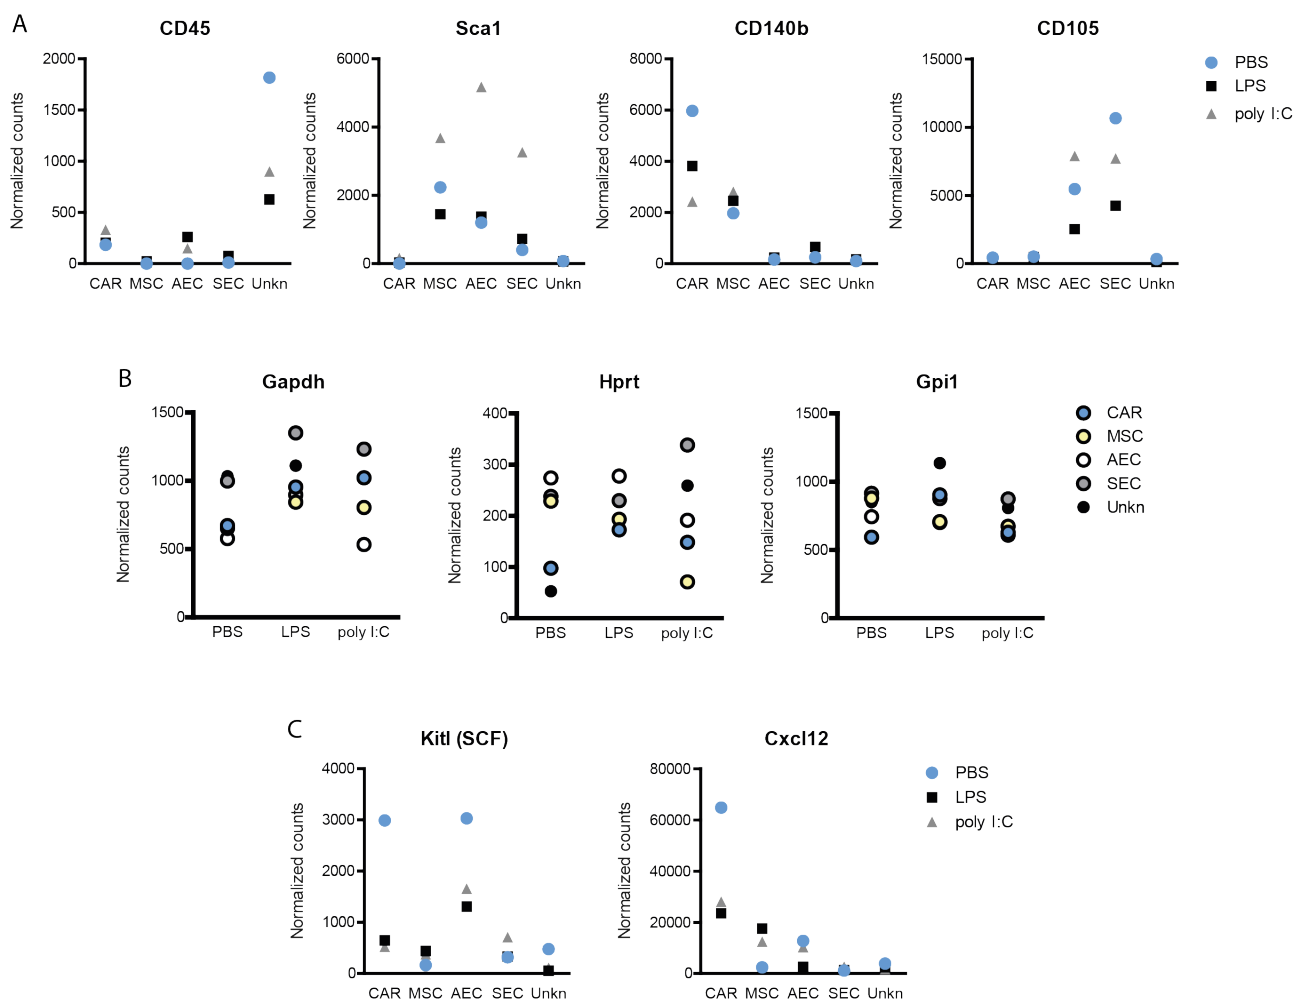 A
CD45
Sca1
CD140b
CD105
Normalized counts
2000
1500
1000
500
0
CAR MSC AEC SEC Unkn
Normalized counts
6000
4000
2000
0
CAR MSC AEC SEC Unkn
Normalized counts
8000
6000
4000
2000
0
CAR MSC AEC SEC Unkn
Normalized counts
15000
10000
5000
0
CAR MSC AEC SEC Unkn
PBS
LPS
poly I:C
B
Gapdh
Hprt
Gpi1
Normalized counts
1500
1000
500
0
PBS LPS poly I:C
Normalized counts
400
300
200
100
0
PBS LPS poly I:C
Normalized counts
1500
1000
500
0
PBS LPS poly I:C
CAR
MSC
AEC
SEC
Unkn
C
Kitl (SCF)
Cxcl12
Normalized counts
4000
3000
2000
1000
0
CAR MSC AEC SEC Unkn
Normalized counts
80000
60000
40000
20000
0
CAR MSC AEC SEC Unkn
PBS
LPS
poly I:C